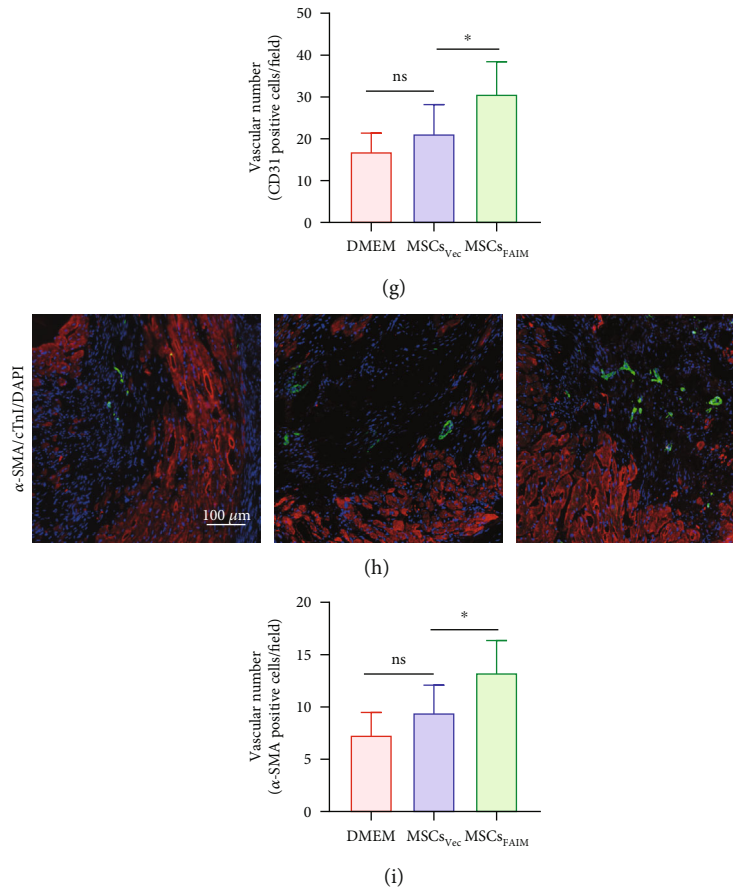 50
40
30
20
10
0
Vascular number
(CD31 positive cells/field)
ns
*
DMEM MSCsVec MSCsFAIM
(g)
α-SMA/cTnI/DAPI
100 μm
(h)
20
15
10
5
0
Vascular number
(α-SMA positive cells/field)
ns
*
DMEM MSCsVec MSCsFAIM
(i)